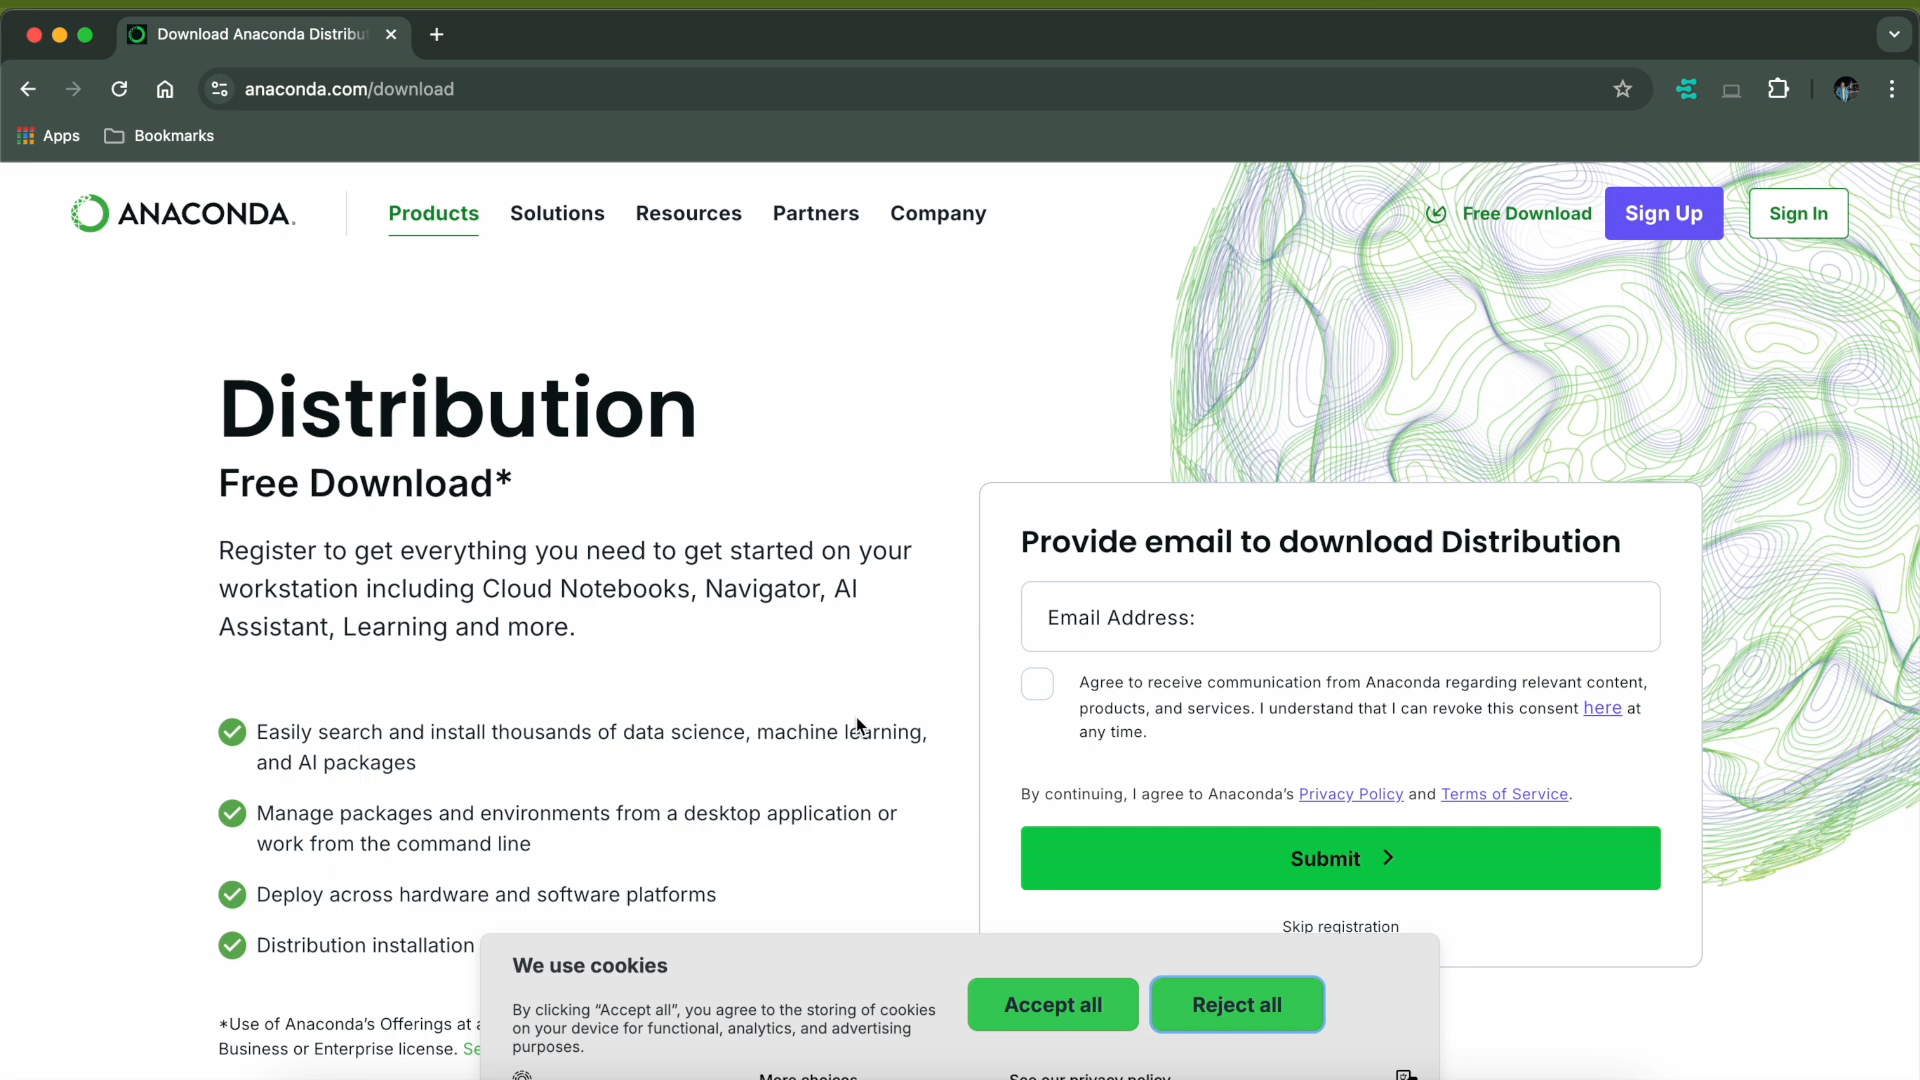 Download Anaconda Distribu
anaconda.com/download
Apps
Bookmarks
ANACONDA.
Products
Solutions
Resources
Partners
Company
Free Download
Sign Up
Sign In
Distribution
Free Download*
Register to get everything you need to get started on your
workstation including Cloud Notebooks, Navigator, AI
Assistant, Learning and more.
Easily search and install thousands of data science, machine learning,
and AI packages
Manage packages and environments from a desktop application or
work from the command line
Deploy across hardware and software platforms
Distribution installation
*Use of Anaconda's Offerings at
Business or Enterprise license. Se
Provide email to download Distribution
Email Address:
Agree to receive communication from Anaconda regarding relevant content,
products, and services. I understand that I can revoke this consent here at
any time.
By continuing, I agree to Anaconda's Privacy Policy and Terms of Service.
Submit
Skip registration
We use cookies
By clicking “Accept all”, you agree to the storing of cookies
on your device for functional, analytics, and advertising
purposes.
Accept all
Reject all
More choices
See our privacy policy